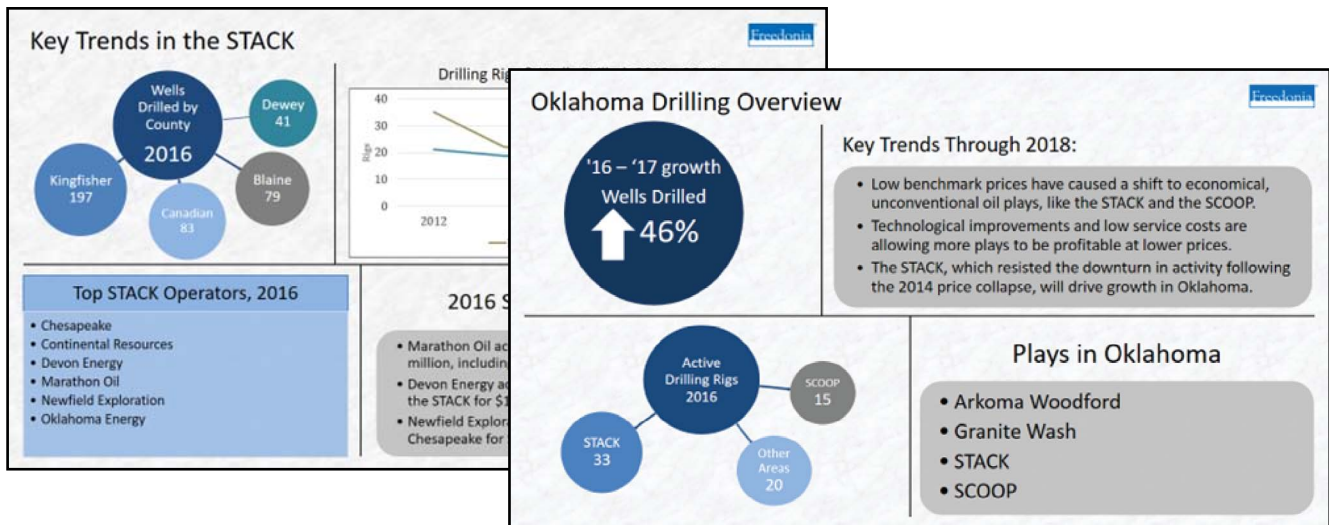 Key Trends in the STACK
Freedonia
Wells
Drilled by
County
2016
Dewey
41
Kingfisher
197
Canadian
83
Blaine
79
Drilling
40
30
20
10
0
Rigs
2012
Top STACK Operators, 2016
• Chesapeake
• Continental Resources
• Devon Energy
• Marathon Oil
• Newfield Exploration
• Oklahoma Energy
2016
• Marathon Oil
million, including
• Devon Energy
the STACK for
• Newfield
Chesapeake for
Oklahoma Drilling Overview
Freedonia
'16 – ‘17 growth
Wells Drilled
46%
Key Trends Through 2018:
• Low benchmark prices have caused a shift to economical,
unconventional oil plays, like the STACK and the SCOOP.
• Technological improvements and low service costs are
allowing more plays to be profitable at lower prices.
• The STACK, which resisted the downturn in activity following
the 2014 price collapse, will drive growth in Oklahoma.
Active
Drilling Rigs
2016
SCOOP
15
STACK
33
Other
Areas
20
Plays in Oklahoma
• Arkoma Woodford
• Granite Wash
• STACK
• SCOOP